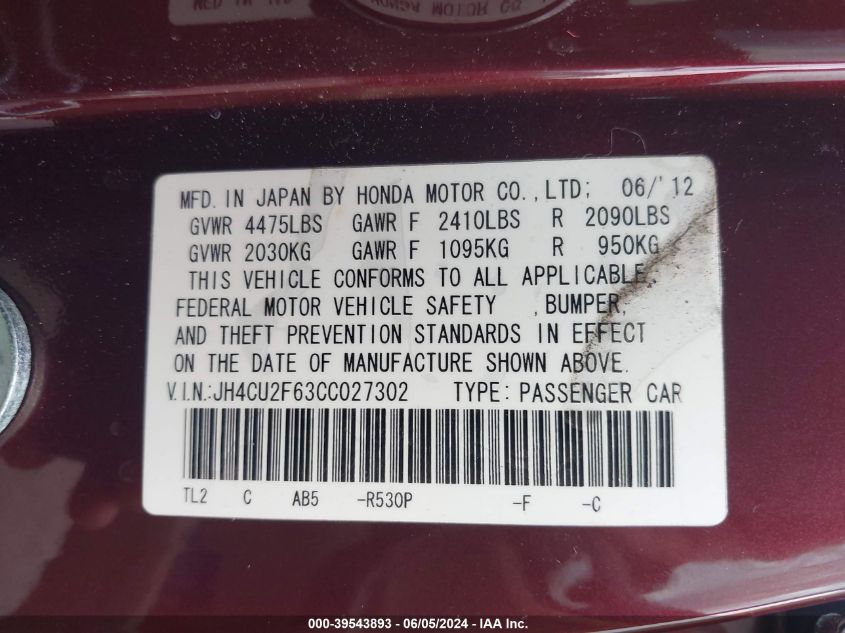 MOTOR CO
MFD. IN JAPAN BY HONDA MOTOR CO., LTD; 06/'12
GVWR 4475LBS GAWR F 2410LBS R 2090LBS
GVWR 2030KG GAWR F 1095KG R 950KG
THIS VEHICLE CONFORMS TO ALL APPLICABLE,
FEDERAL MOTOR VEHICLE SAFETY , BUMPER,
AND THEFT PREVENTION STANDARDS IN EFFECT
ON THE DATE OF MANUFACTURE SHOWN ABOVE.
V.I.N.:JH4CU2F63CC027302 TYPE: PASSENGER CAR
TL2 C AB5 -R530P -F -C
000-39543893 - 06/05/2024 - IAA Inc.